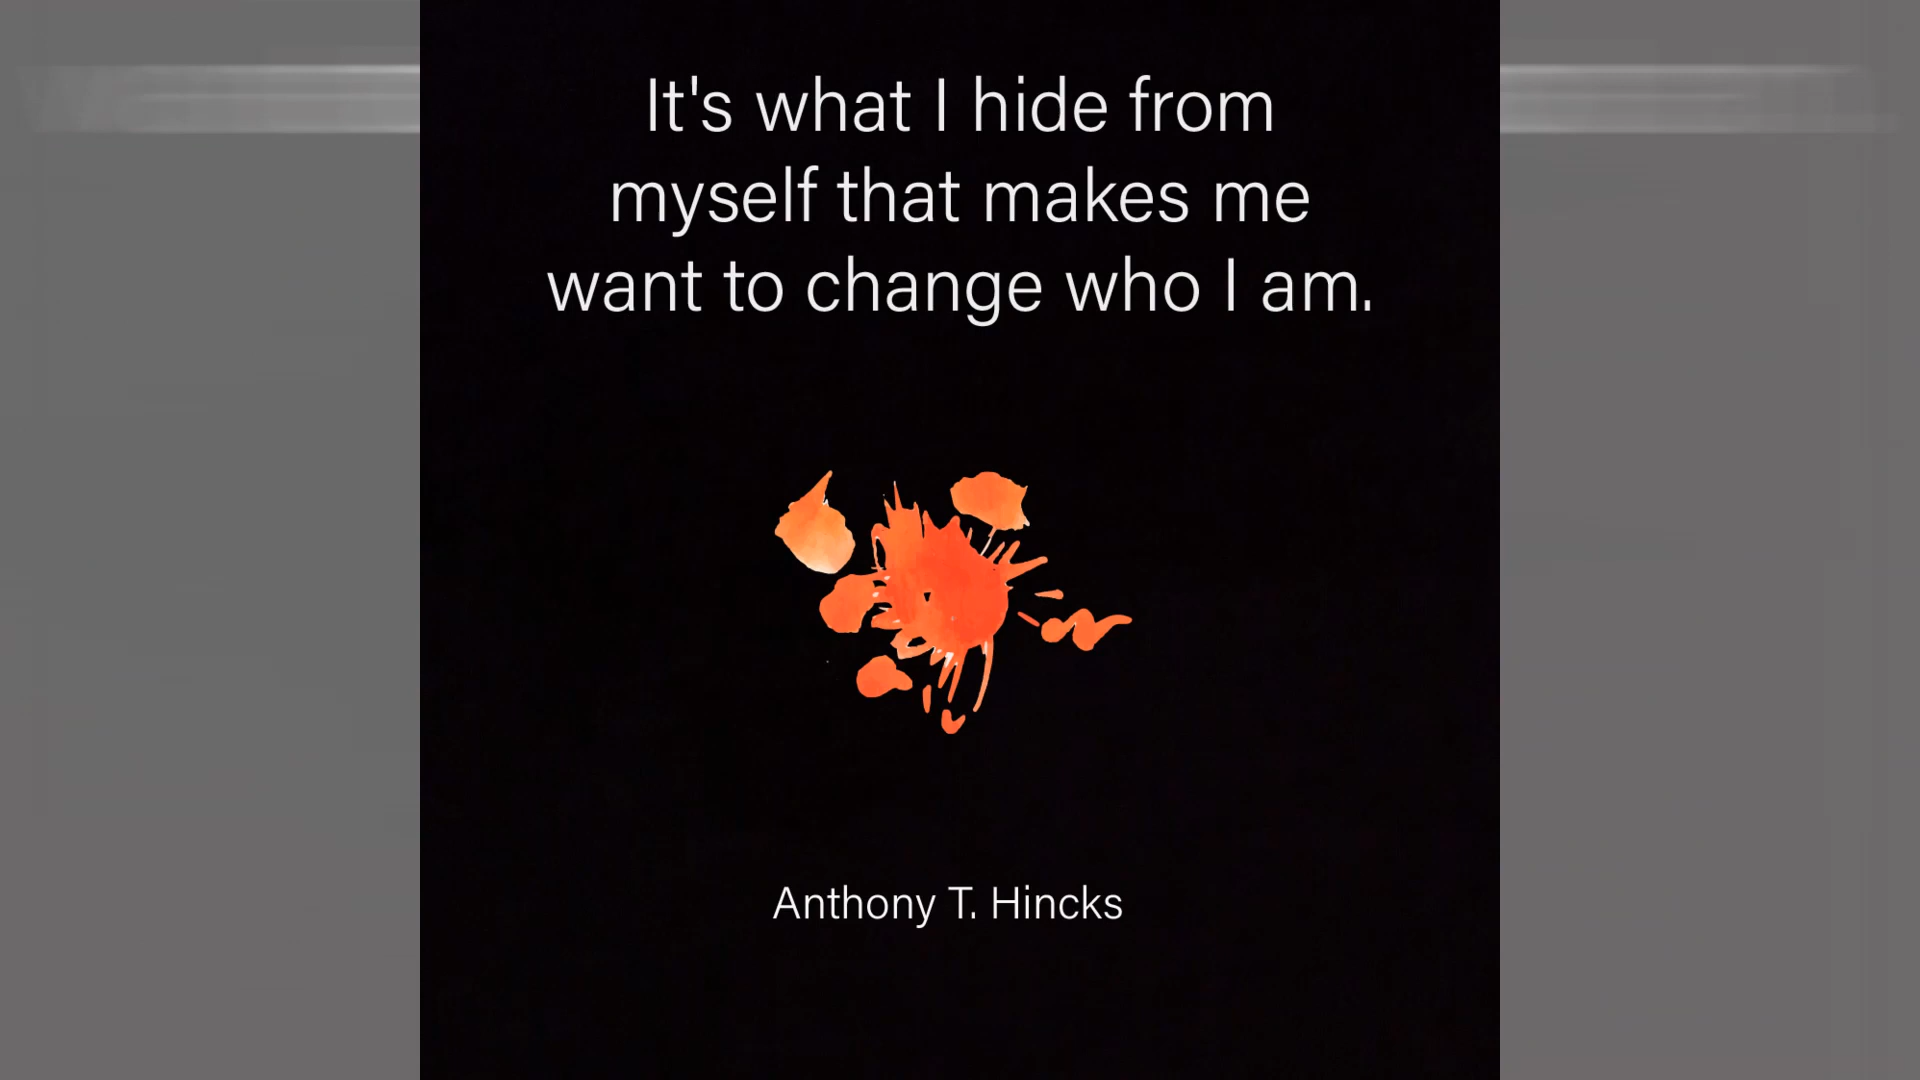 It's what I hide from
myself that makes me
want to change who I am.
Anthony T. Hincks